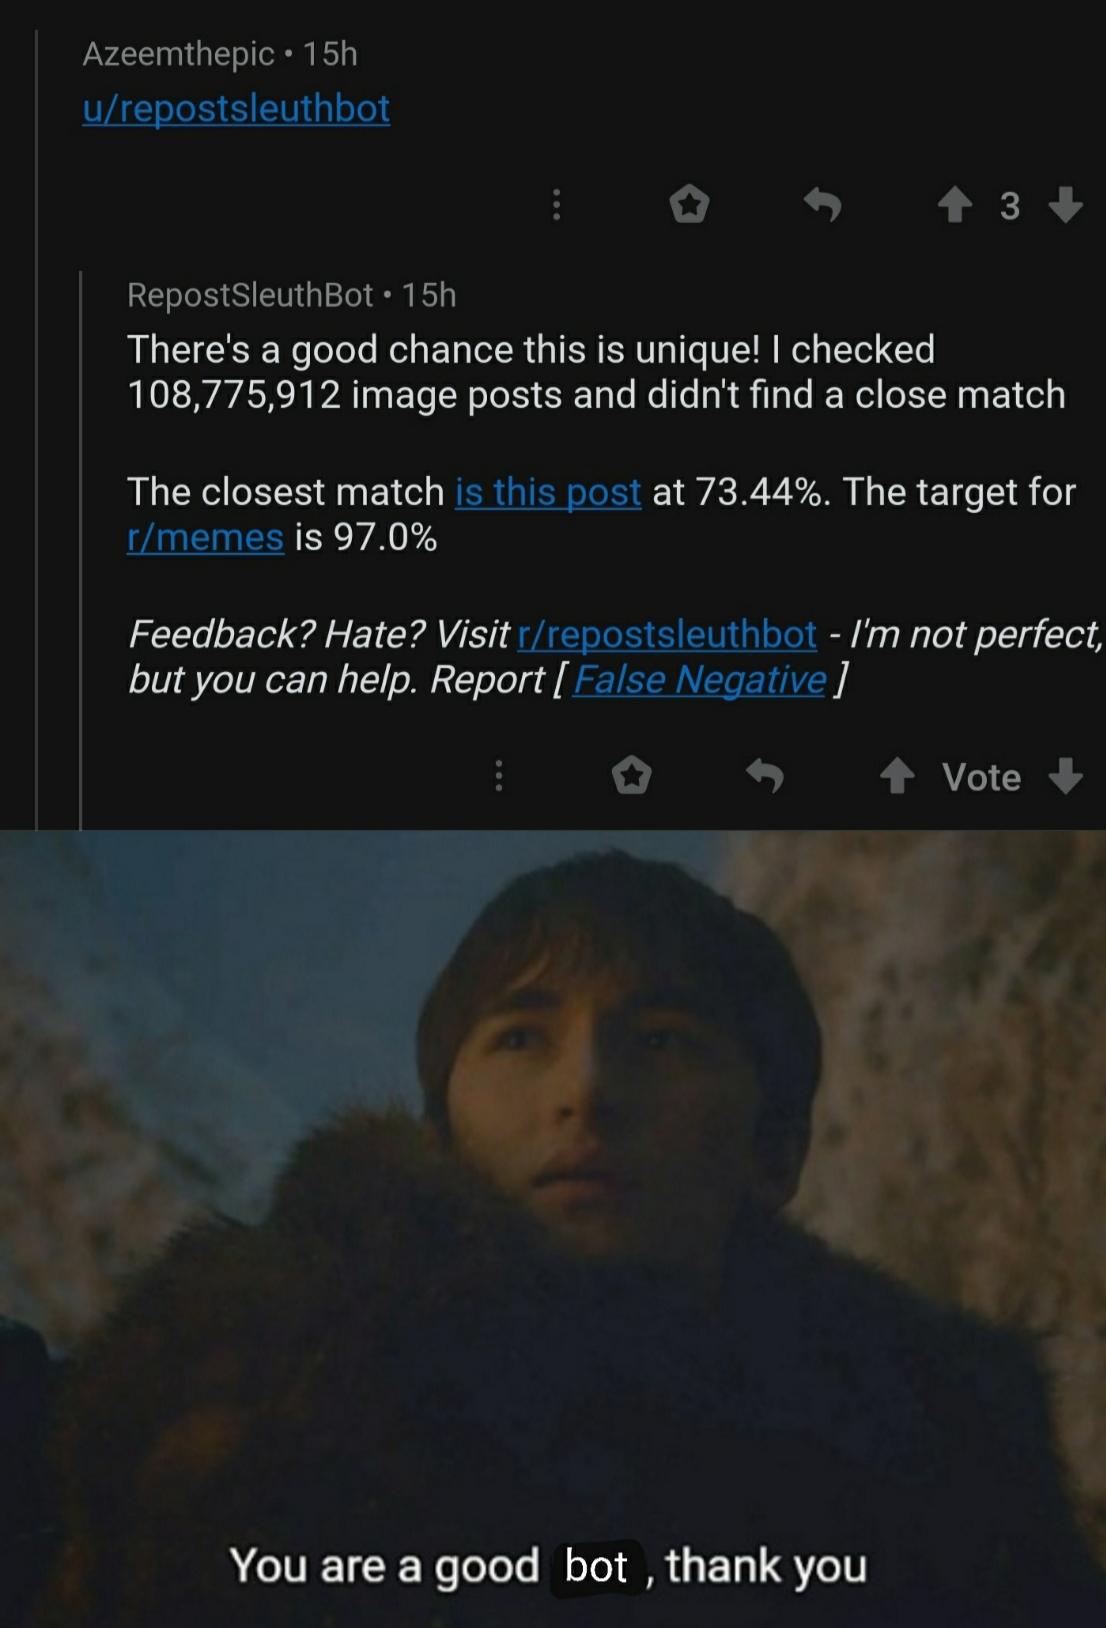 Azeemthepic • 15h
u/repostsleuthbot
3
RepostSleuthBot • 15h
There's a good chance this is unique! I checked
108,775,912 image posts and didn't find a close match
The closest match is this post at 73.44%. The target for
r/memes is 97.0%
Feedback? Hate? Visit r/repostsleuthbot - I'm not perfect,
but you can help. Report [ False Negative ]
Vote
You are a good bot , thank you